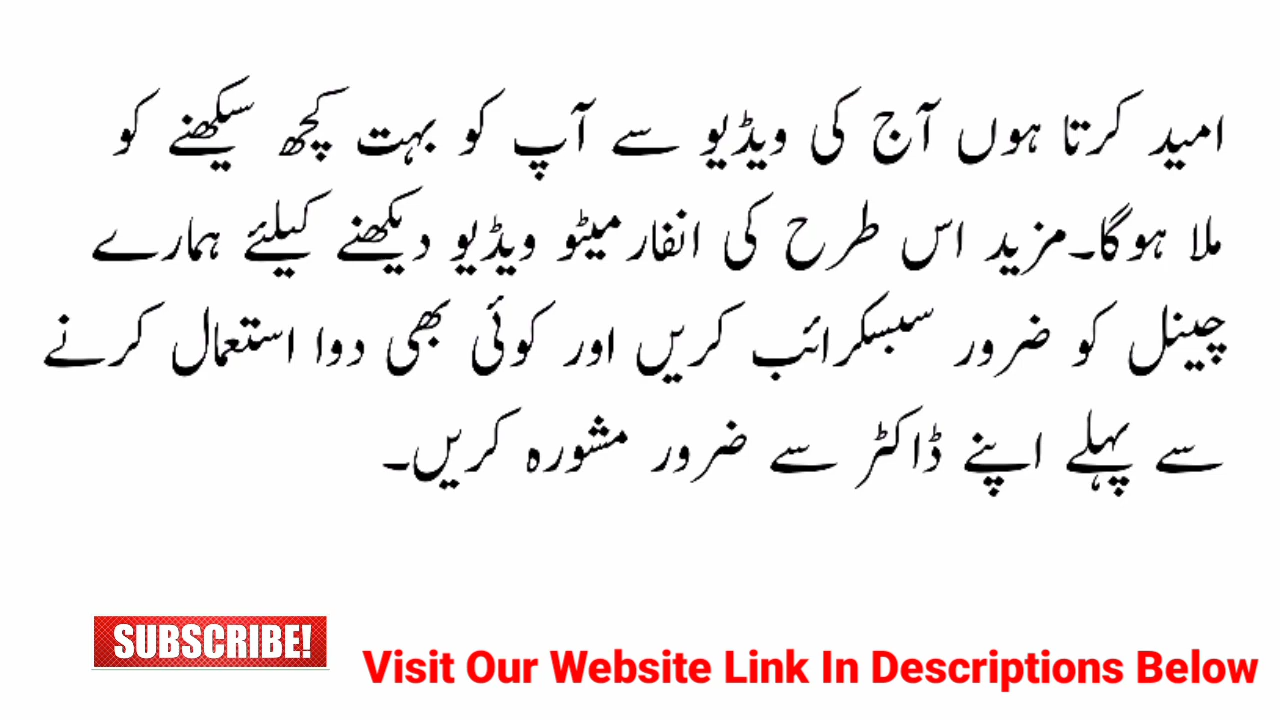 امید کرتا ہوں آج کی ویڈیو سے آپ کو بہت کچھ سیکھنے کو
ملا ہوگا۔مزید اس طرح کی انفارمیٹو ویڈیو دیکھنے کیلئے ہمارے
چینل کو ضرور سبسکرائب کریں اور کوئی بھی دوا استعمال کرنے
سے پہلے اپنے ڈاکٹر سے ضرور مشورہ کریں۔
SUBSCRIBE!
Visit Our Website Link In Descriptions Below